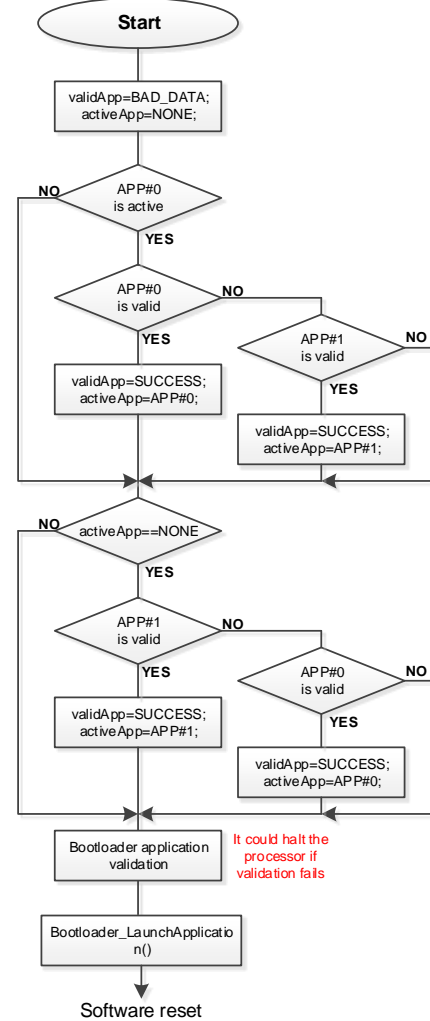 Start
validApp=BAD_DATA;
activeApp=NONE;
NO
APP#0
is active
YES
APP#0
is valid
NO
YES
APP#1
is valid
NO
YES
validApp=SUCCESS;
activeApp=APP#0;
validApp=SUCCESS;
activeApp=APP#1;
NO
activeApp==NONE
YES
APP#1
is valid
NO
YES
APP#0
is valid
NO
YES
validApp=SUCCESS;
activeApp=APP#1;
validApp=SUCCESS;
activeApp=APP#0;
Bootloader application
validation
It could halt the
processor if
validation fails
Bootloader_LaunchApplicatio
n()
Software reset